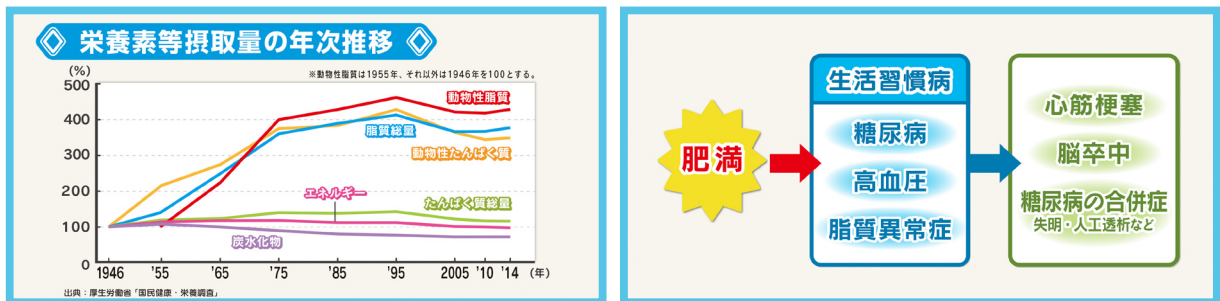 栄養素等摂取量の年次推移
(%)
※動物性脂質は1955年、それ以外は1946年を100とする。
500
400
300
200
100
0
動物性脂質
脂質総量
動物性たんぱく質
エネルギー
たんぱく質総量
炭水化物
1946 '55 '65 '75 '85 '95 2005 '10 '14 (年)
出典：厚生労働省「国民健康・栄養調査」
肥満
生活習慣病
糖尿病
高血圧
脂質異常症
心筋梗塞
脳卒中
糖尿病の合併症
失明・人工透析など